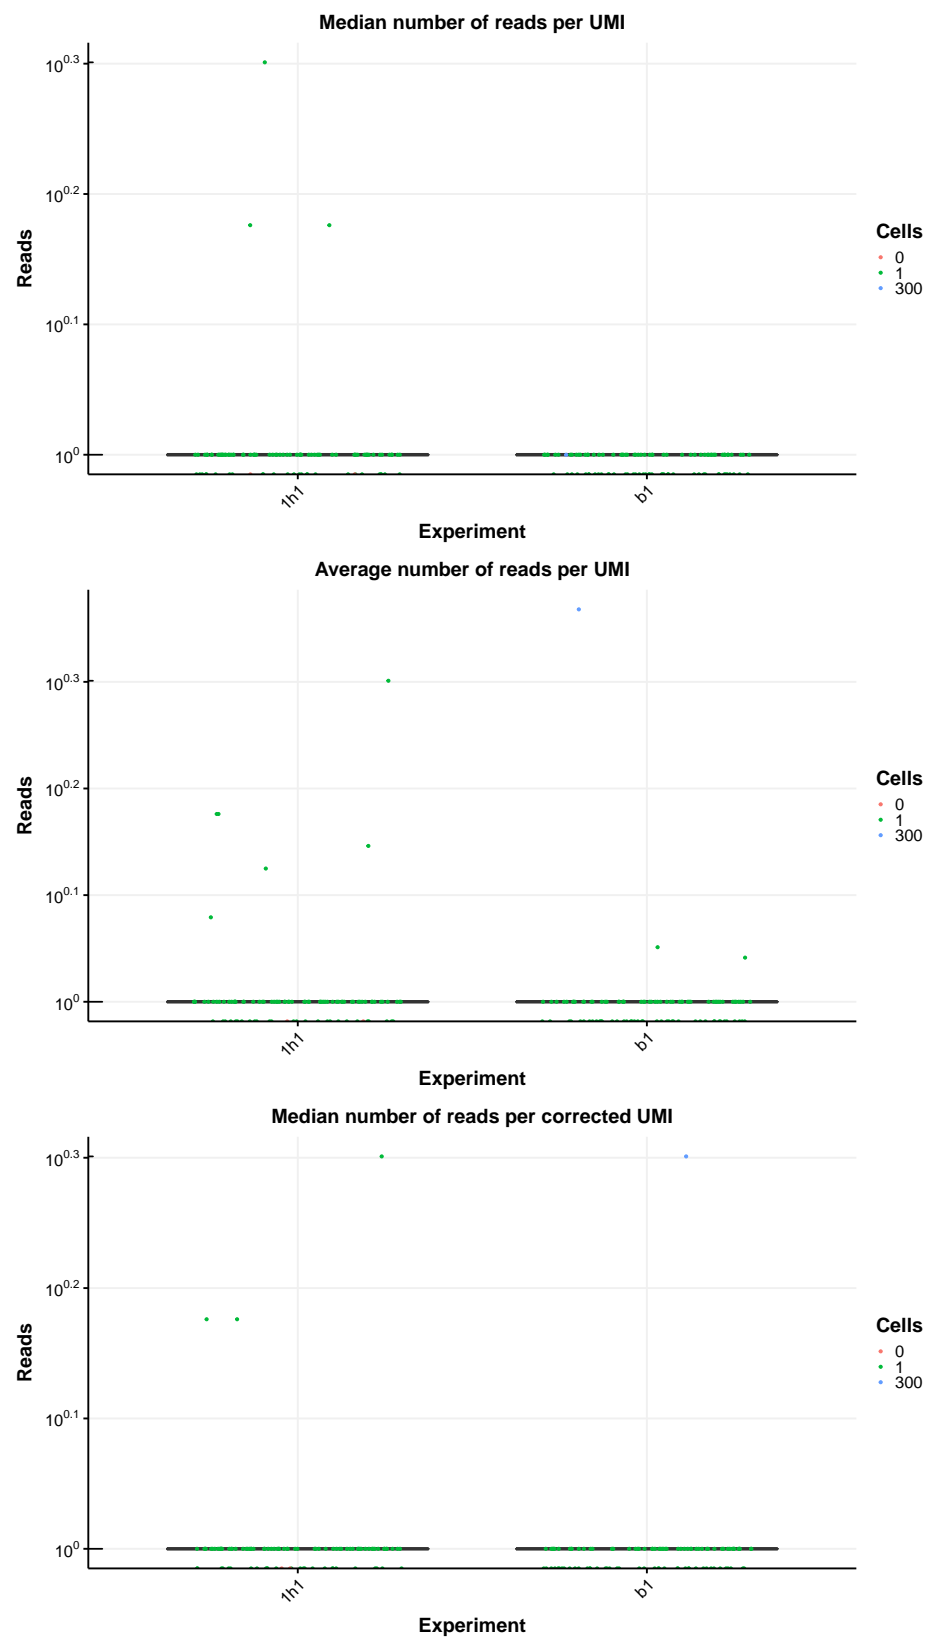 Median number of reads per UMI
10^0.3
10^0.2
10^0.1
10^0
Reads
1h1
b1
Experiment
Cells
0
1
300
Average number of reads per UMI
10^0.3
10^0.2
10^0.1
10^0
Reads
1h1
b1
Experiment
Cells
0
1
300
Median number of reads per corrected UMI
10^0.3
10^0.2
10^0.1
10^0
Reads
1h1
b1
Experiment
Cells
0
1
300